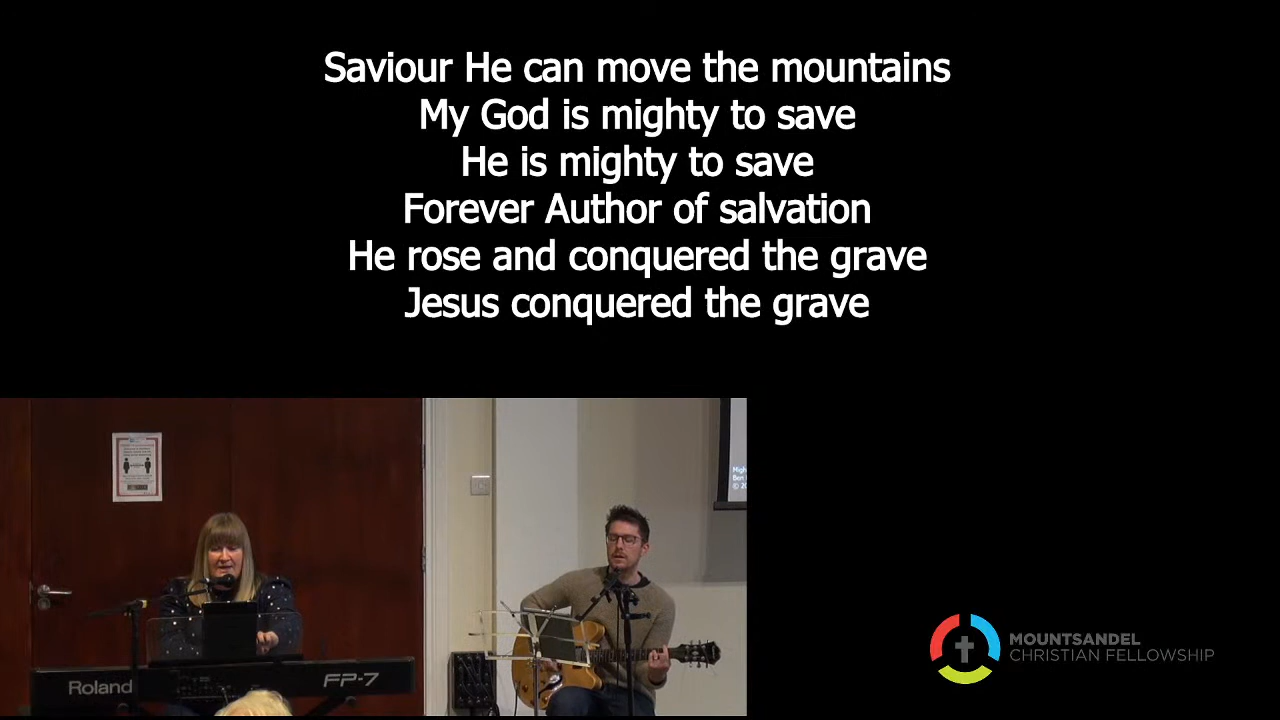 Saviour He can move the mountains
My God is mighty to save
He is mighty to save
Forever Author of salvation
He rose and conquered the grave
Jesus conquered the grave
Roland
FP-7
MOUNTSANDEL
CHRISTIAN FELLOWSHIP